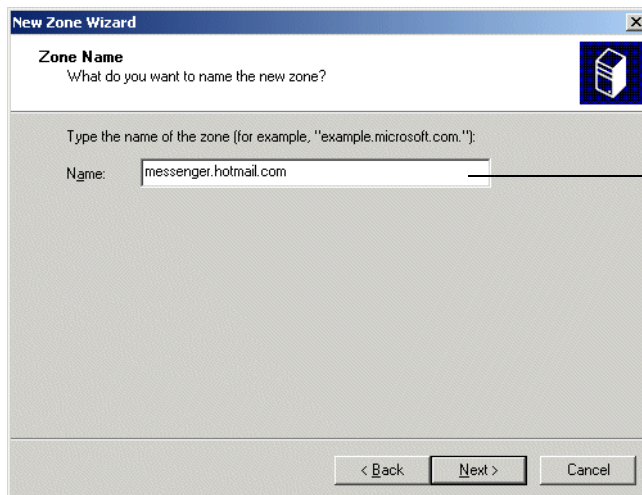 New Zone Wizard
Zone Name
What do you want to name the new zone?
Type the name of the zone (for example, "example.microsoft.com."):
Name: messenger.hotmail.com
< Back Next > Cancel